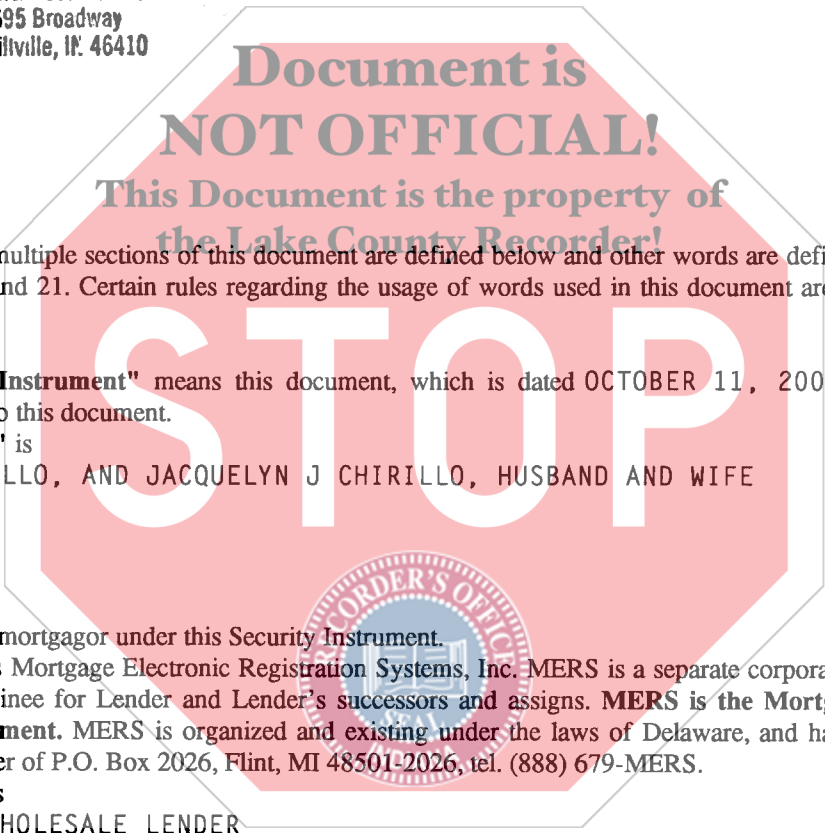 595 Broadway
illville, IN 46410
Document is
NOT OFFICIAL!
This Document is the property of
the Lake County Recorder!
multiple sections of this document are defined below and other words are defi
nd 21. Certain rules regarding the usage of words used in this document are
STOP
Instrument" means this document, which is dated OCTOBER 11, 200
o this document.
" is
LLO, AND JACQUELYN J CHIRILLO, HUSBAND AND WIFE
RECORDER'S OFFICE
SEAL
INDIANA
mortgagor under this Security Instrument.
s Mortgage Electronic Registration Systems, Inc. MERS is a separate corpora
inee for Lender and Lender's successors and assigns. MERS is the Mortg
ment. MERS is organized and existing under the laws of Delaware, and ha
er of P.O. Box 2026, Flint, MI 48501-2026, tel. (888) 679-MERS.
s
HOLESALE LENDER